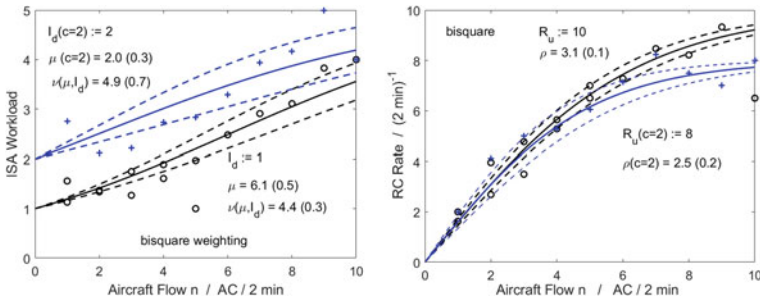 5
4
3
2
1
0
0
2
4
6
8
10
ISA Workload
I_d(c=2) := 2
μ (c=2) = 2.0 (0.3)
ν(μ,I_d) = 4.9 (0.7)
I_d := 1
μ = 6.1 (0.5)
ν(μ,I_d) = 4.4 (0.3)
bisquare weighting
Aircraft Flow n / AC / 2 min
10
8
6
4
2
0
0
2
4
6
8
10
RC Rate / (2 min)⁻¹
bisquare
R_u := 10
ρ = 3.1 (0.1)
R_u(c=2) := 8
ρ(c=2) = 2.5 (0.2)
Aircraft Flow n / AC / 2 min